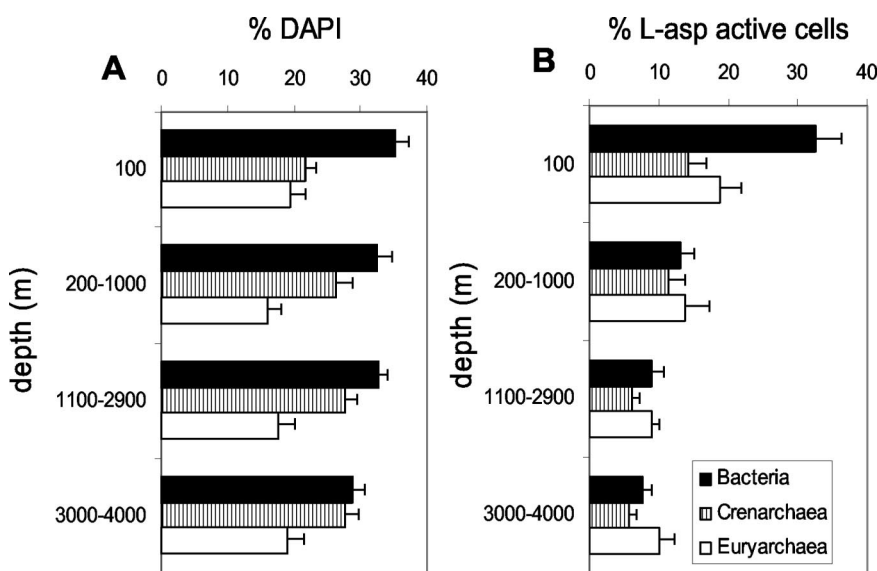 % DAPI
A
0 10 20 30 40
depth (m)
100
200-1000
1100-2900
3000-4000
% L-asp active cells
B
0 10 20 30 40
depth (m)
100
200-1000
1100-2900
3000-4000
Bacteria
Crenarchaea
Euryarchaea